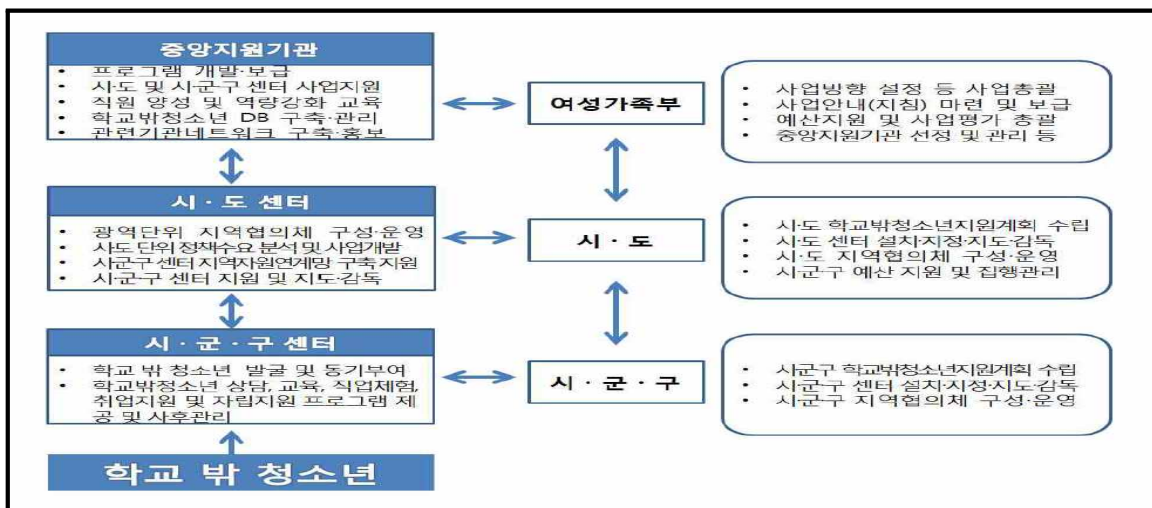 중앙지원기관
• 프로그램 개발·보급
• 시·도 및 시·군구 센터 사업지원
• 직원 양성 및 역량강화 교육
• 학교밖청소년 DB 구축·관리
• 관련기관네트워크 구축·홍보
여성가족부
• 사업방향 설정 등 사업총괄
• 사업안내(지침) 마련 및 보급
• 예산지원 및 사업평가 총괄
• 중앙지원기관 선정 및 관리 등
시·도 센터
• 광역단위 지역협의체 구성·운영
• 시도 단위 정책수요 분석 및 사업개발
• 시군구 센터 지역자원연계망 구축 지원
• 시·군·구 센터 지원 및 지도·감독
시·도
• 시·도 학교밖청소년지원계획 수립
• 시·도 센터 설치·지정·지도·감독
• 시·도 지역협의체 구성·운영
• 시·군구 예산 지원 및 집행관리
시·군·구 센터
• 학교 밖 청소년 발굴 및 동기부여
• 학교밖청소년 상담, 교육, 직업체험,
취업지원 및 자립지원 프로그램 제
공 및 사후관리
시·군·구
• 시군구 학교밖청소년지원계획 수립
• 시·군구 센터 설치·지정·지도·감독
• 시·군구 지역협의체 구성·운영
학교 밖 청소년